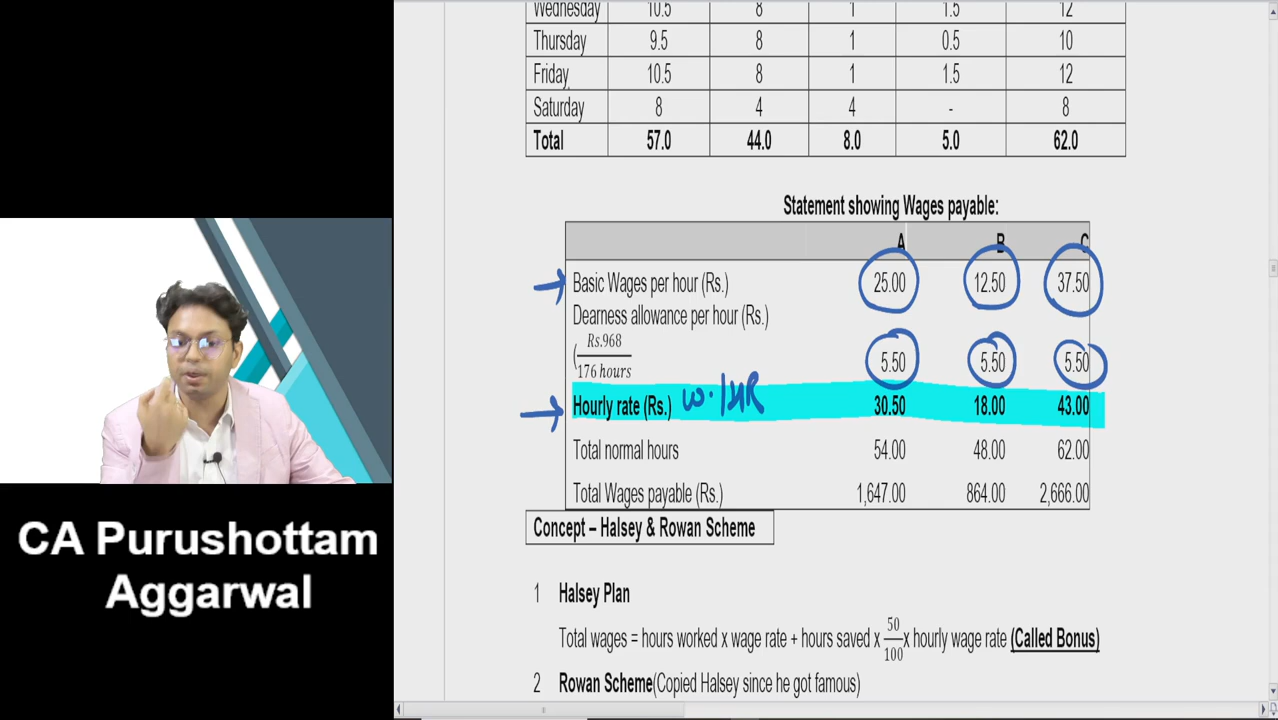 Wednesday 10.5 8 1 1.5 12
Thursday 9.5 8 1 0.5 10
Friday 10.5 8 1 1.5 12
Saturday 8 4 4 - 8
Total 57.0 44.0 8.0 5.0 62.0
Statement showing Wages payable:
A B C
Basic Wages per hour (Rs.) 25.00 12.50 37.50
Dearness allowance per hour (Rs.)
(Rs.968/176 hours 5.50 5.50 5.50
Hourly rate (Rs.) W. 1HR 30.50 18.00 43.00
Total normal hours 54.00 48.00 62.00
Total Wages payable (Rs.) 1,647.00 864.00 2,666.00
Concept – Halsey & Rowan Scheme
1 Halsey Plan
Total wages = hours worked x wage rate + hours saved x 50/100 x hourly wage rate (Called Bonus)
2 Rowan Scheme(Copied Halsey since he got famous)
CA Purushottam
Aggarwal